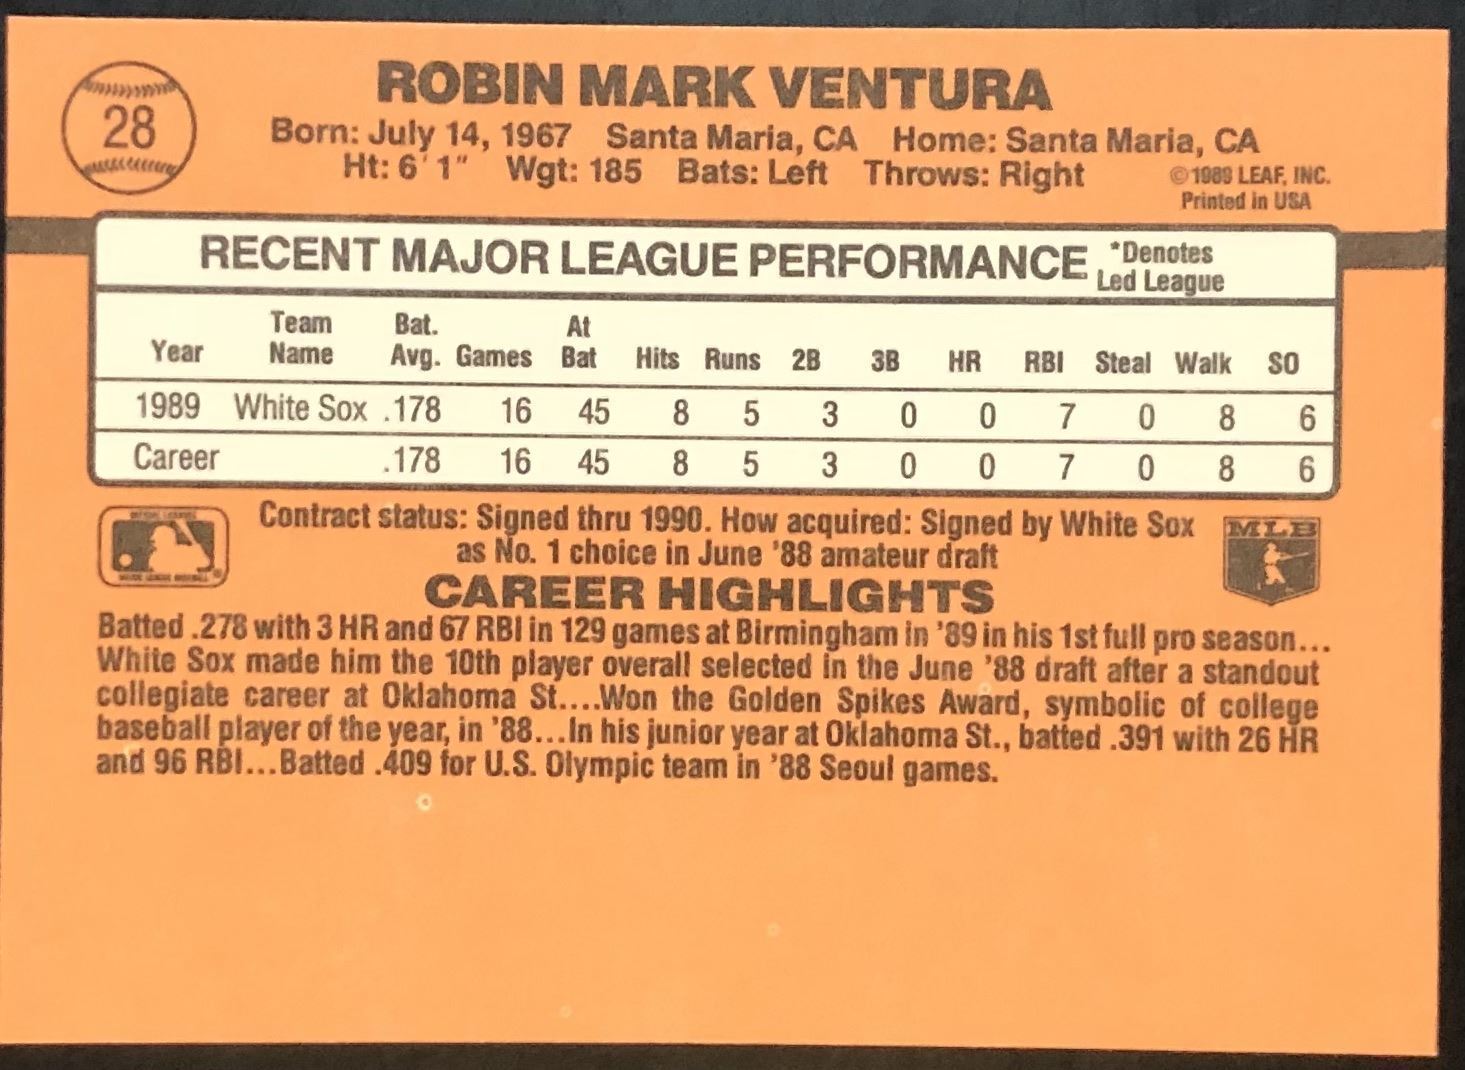 28
ROBIN MARK VENTURA
Born: July 14, 1967 Santa Maria, CA Home: Santa Maria, CA
Ht: 6' 1" Wgt: 185 Bats: Left Throws: Right
©1989 LEAF, INC.
Printed in USA
RECENT MAJOR LEAGUE PERFORMANCE
*Denotes
Led League
Year Team Name Bat. Avg. Games At Bat Hits Runs 2B 3B HR RBI Steal Walk SO
1989 White Sox .178 16 45 8 5 3 0 0 7 0 8 6
Career .178 16 45 8 5 3 0 0 7 0 8 6
Contract status: Signed thru 1990. How acquired: Signed by White Sox
as No. 1 choice in June '88 amateur draft
MLB
CAREER HIGHLIGHTS
Batted .278 with 3 HR and 67 RBI in 129 games at Birmingham in '89 in his 1st full pro season...
White Sox made him the 10th player overall selected in the June '88 draft after a standout
collegiate career at Oklahoma St....Won the Golden Spikes Award, symbolic of college
baseball player of the year, in '88...In his junior year at Oklahoma St., batted .391 with 26 HR
and 96 RBI...Batted .409 for U.S. Olympic team in '88 Seoul games.